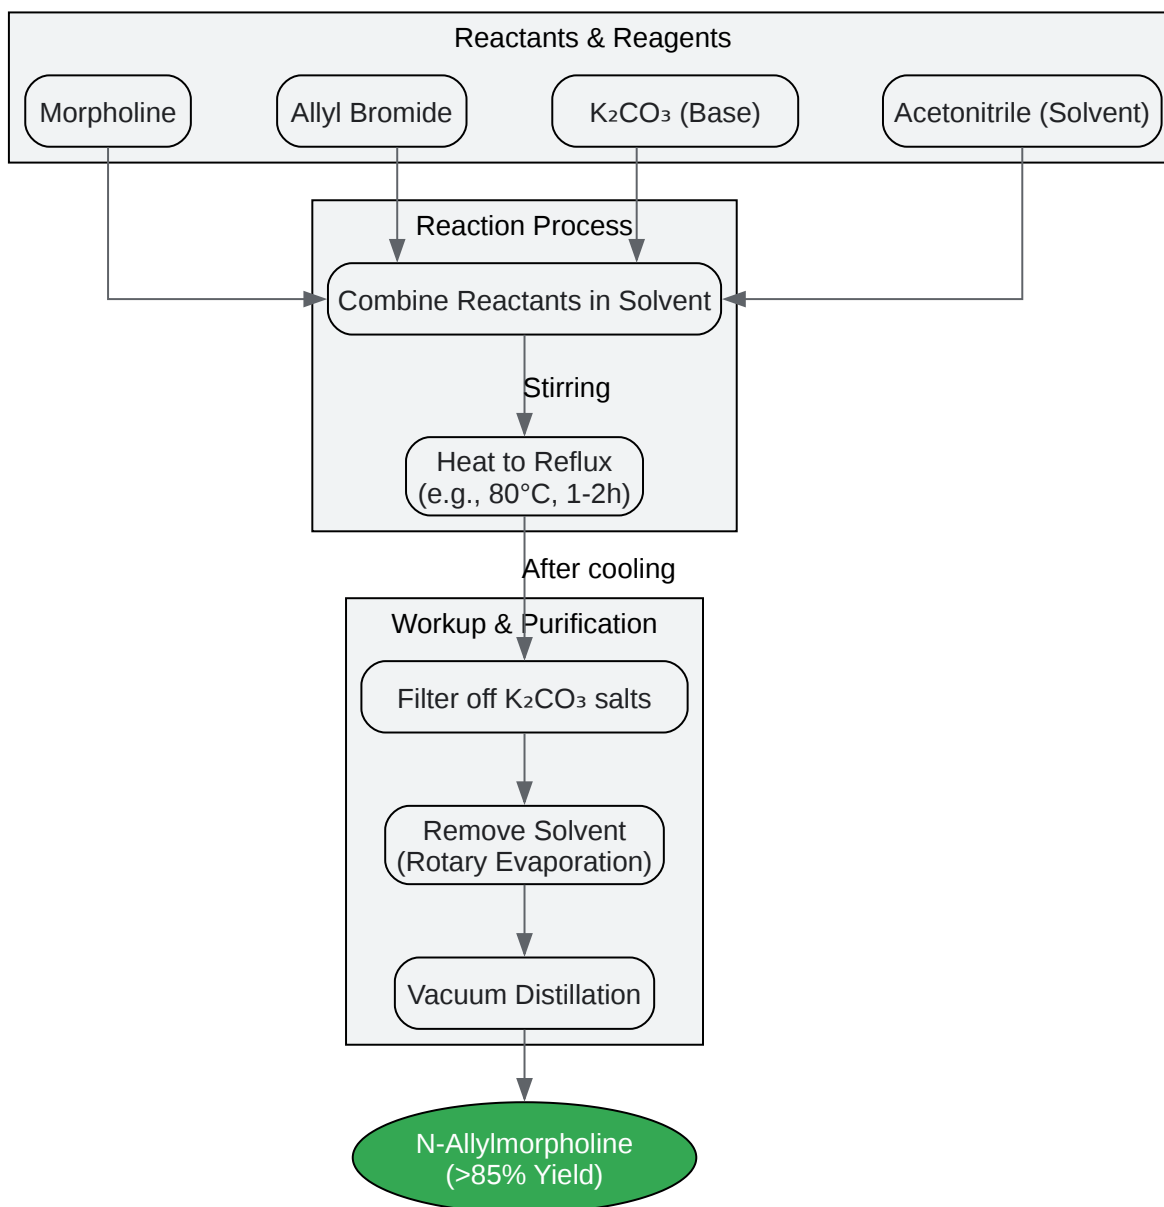 Reactants & Reagents
Morpholine
Allyl Bromide
K₂CO₃ (Base)
Acetonitrile (Solvent)
Reaction Process
Combine Reactants in Solvent
Stirring
Heat to Reflux
(e.g., 80°C, 1-2h)
After cooling
Workup & Purification
Filter off K₂CO₃ salts
Remove Solvent
(Rotary Evaporation)
Vacuum Distillation
N-Allylmorpholine
(>85% Yield)